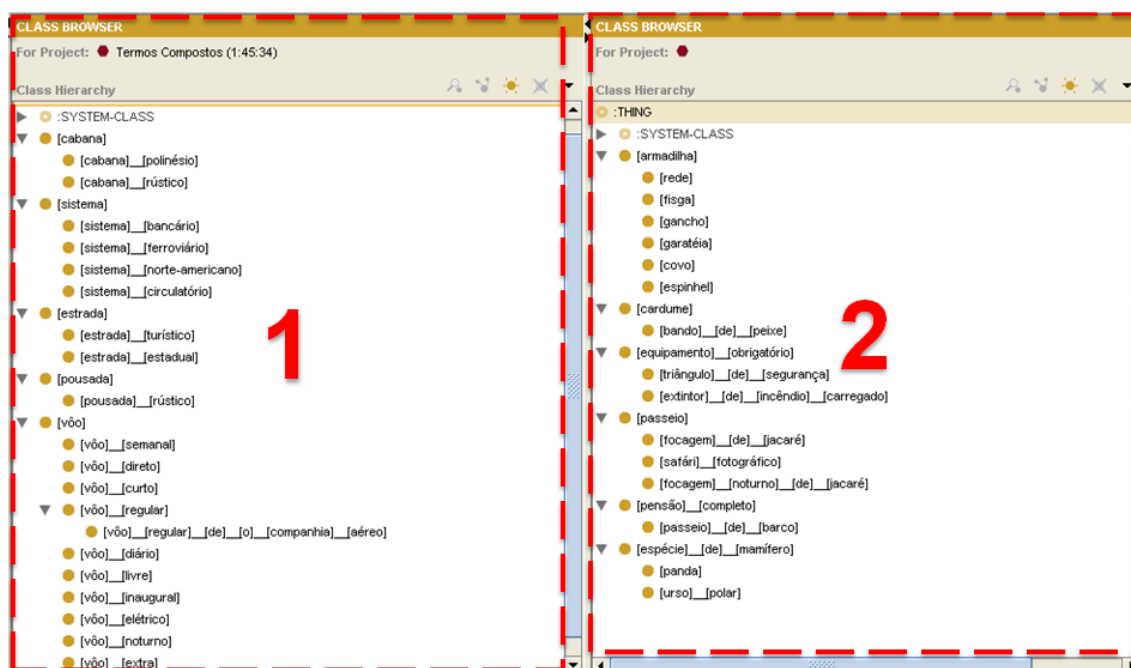 CLASS BROWSER
For Project: Termos Compostos (1:45:34)
Class Hierarchy
:SYSTEM-CLASS
[cabana]
[cabana]__[polinésio]
[cabana]__[rústico]
[sistema]
[sistema]__[bancário]
[sistema]__[ferroviário]
[sistema]__[norte-americano]
[sistema]__[circulatório]
[estrada]
[estrada]__[turístico]
[estrada]__[estadual]
[pousada]
[pousada]__[rústico]
[vôo]
[vôo]__[semanal]
[vôo]__[direto]
[vôo]__[curto]
[vôo]__[regular]
[vôo]__[regular]__[de]__[o]__[companhia]__[aéreo]
[vôo]__[diário]
[vôo]__[livre]
[vôo]__[inaugural]
[vôo]__[elétrico]
[vôo]__[noturno]
[vôo]__[extra]
1
CLASS BROWSER
For Project:
Class Hierarchy
:THING
:SYSTEM-CLASS
[armadilha]
[rede]
[fisga]
[gancho]
[garatéia]
[covo]
[espinhel]
[cardume]
[bando]__[de]__[peixe]
[equipamento]__[obrigatório]
[triângulo]__[de]__[segurança]
[extintor]__[de]__[incêndio]__[carregado]
[passeio]
[focagem]__[de]__[jacaré]
[safári]__[fotográfico]
[focagem]__[noturno]__[de]__[jacaré]
[pensão]__[completo]
[passeio]__[de]__[barco]
[espécie]__[de]__[mamífero]
[panda]
[urso]__[polar]
2